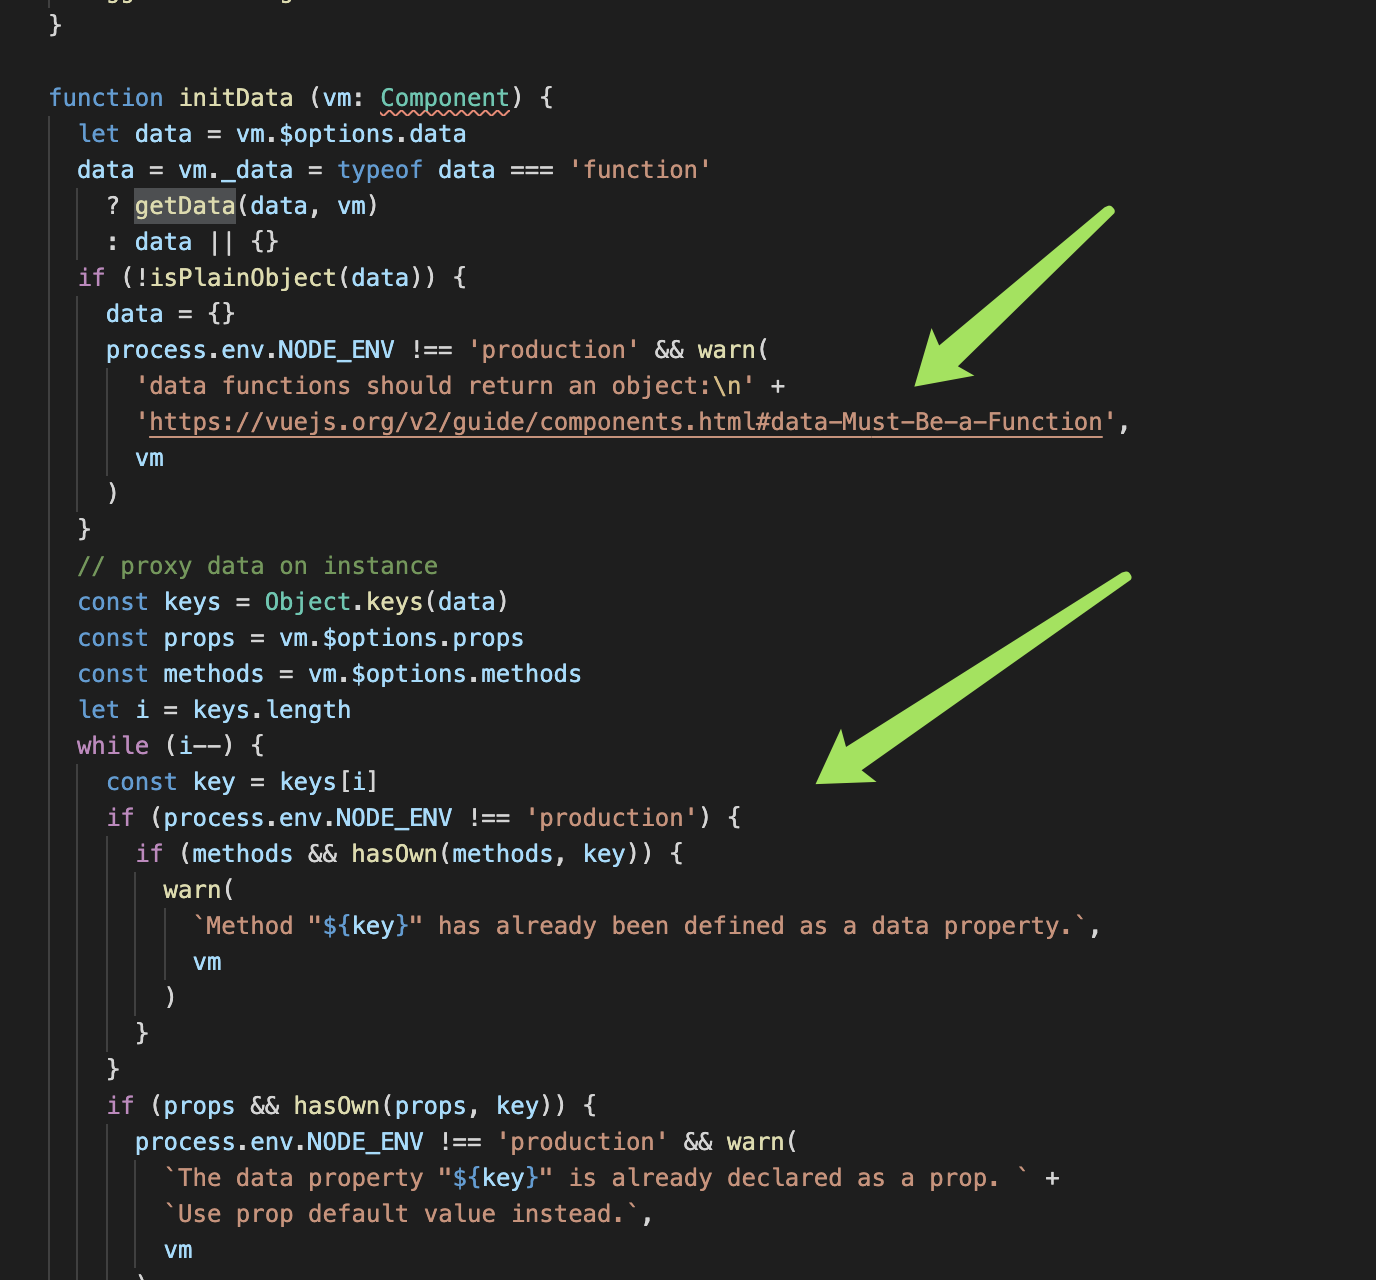 }
function initData (vm: Component) {
let data = vm.$options.data
data = vm._data = typeof data === 'function'
? getData(data, vm)
: data || {}
if (!isPlainObject(data)) {
data = {}
process.env.NODE_ENV !== 'production' && warn(
'data functions should return an object:\n' +
'https://vuejs.org/v2/guide/components.html#data-Must-Be-a-Function',
vm
)
}
// proxy data on instance
const keys = Object.keys(data)
const props = vm.$options.props
const methods = vm.$options.methods
let i = keys.length
while (i--) {
const key = keys[i]
if (process.env.NODE_ENV !== 'production') {
if (methods && hasOwn(methods, key)) {
warn(
`Method "${key}" has already been defined as a data property.`,
vm
)
}
}
if (props && hasOwn(props, key)) {
process.env.NODE_ENV !== 'production' && warn(
`The data property "${key}" is already declared as a prop. ` +
`Use prop default value instead.`,
vm